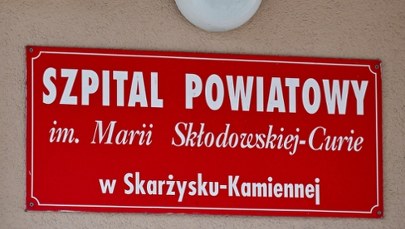 SZPITAL POWIATOWY
im. Marii Skłodowskiej-Curie
w Skarżysku-Kamiennej